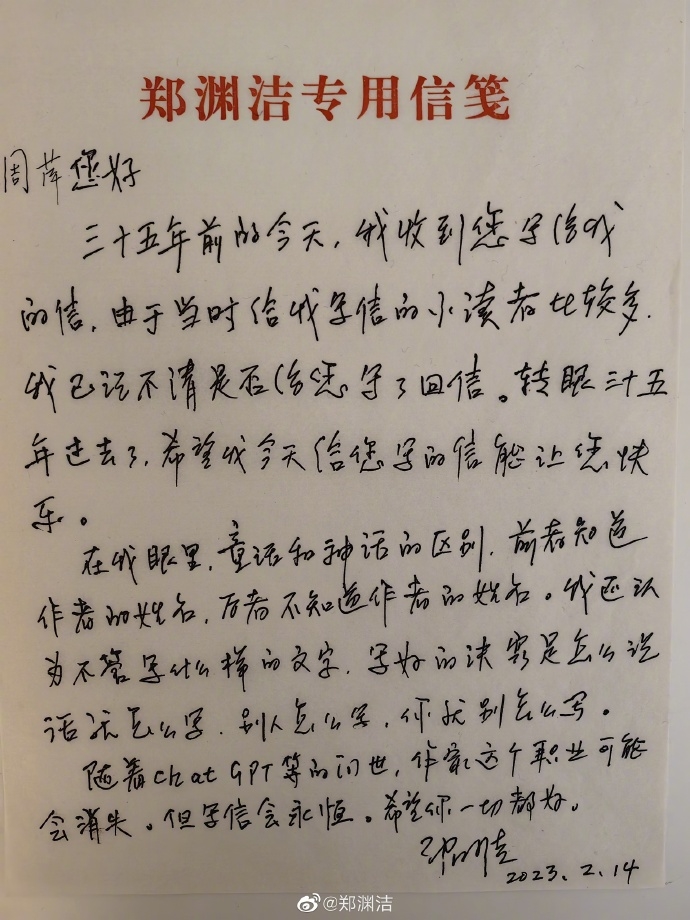 郑渊洁专用信笺
周萍您好
三十五年前的今天，我收到您写给我
的信，由于当时给我写信的小读者比较多，
我已记不清是否给您写了回信。转眼三十五
年过去了，希望我今天给您写的信能让您快
乐。
在我眼里，童话和神话的区别，前者知道
作者的姓名，后者不知道作者的姓名。我还认
为不管写什么样的文字，写好的诀窍是怎么说
话就怎么写，别人怎么写，你就别怎么写。
随着chatGPT等的问世，作家这个职业可能
会消失。但写信会永恒。希望你一切都好。
郑渊洁
2023.2.14
@郑渊洁